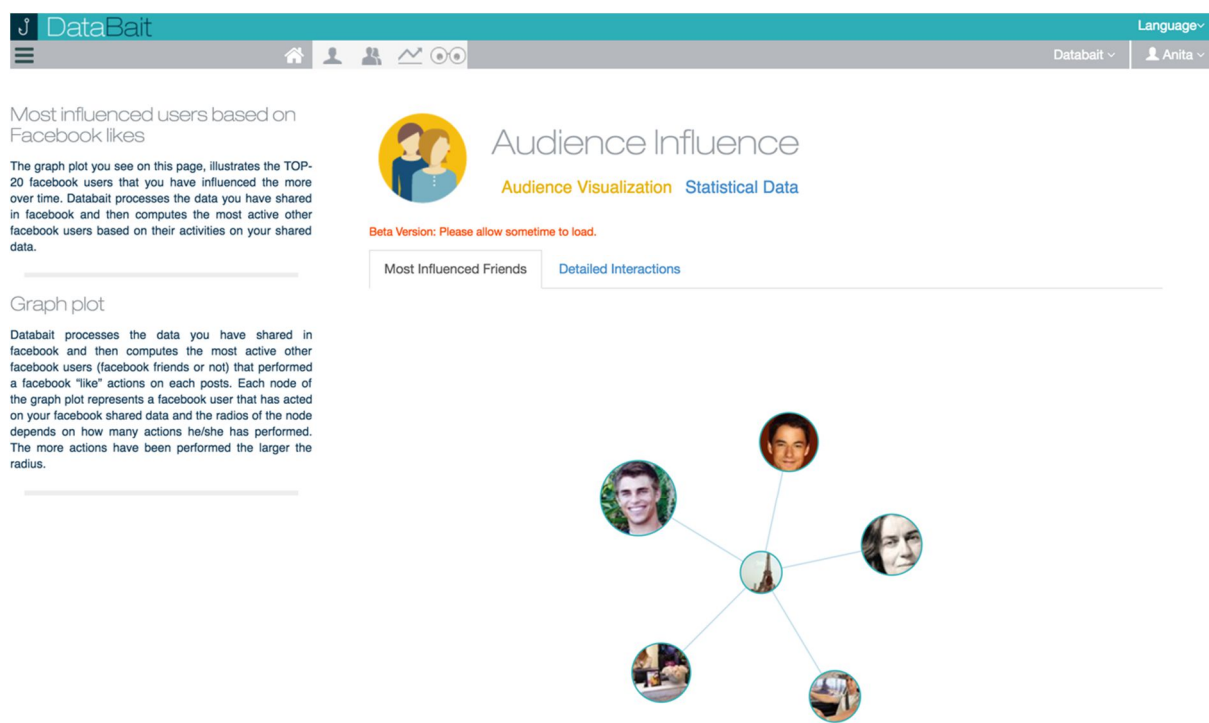 DataBait
Language
Databait
Anita
Most influenced users based on
Facebook likes
The graph plot you see on this page, illustrates the TOP-
20 facebook users that you have influenced the more
over time. Databait processes the data you have shared
in facebook and then computes the most active other
facebook users based on their activities on your shared
data.
Graph plot
Databait processes the data you have shared in
facebook and then computes the most active other
facebook users (facebook friends or not) that performed
a facebook “like” actions on each posts. Each node of
the graph plot represents a facebook user that has acted
on your facebook shared data and the radios of the node
depends on how many actions he/she has performed.
The more actions have been performed the larger the
radius.
Audience Influence
Audience Visualization Statistical Data
Beta Version: Please allow sometime to load.
Most Influenced Friends
Detailed Interactions